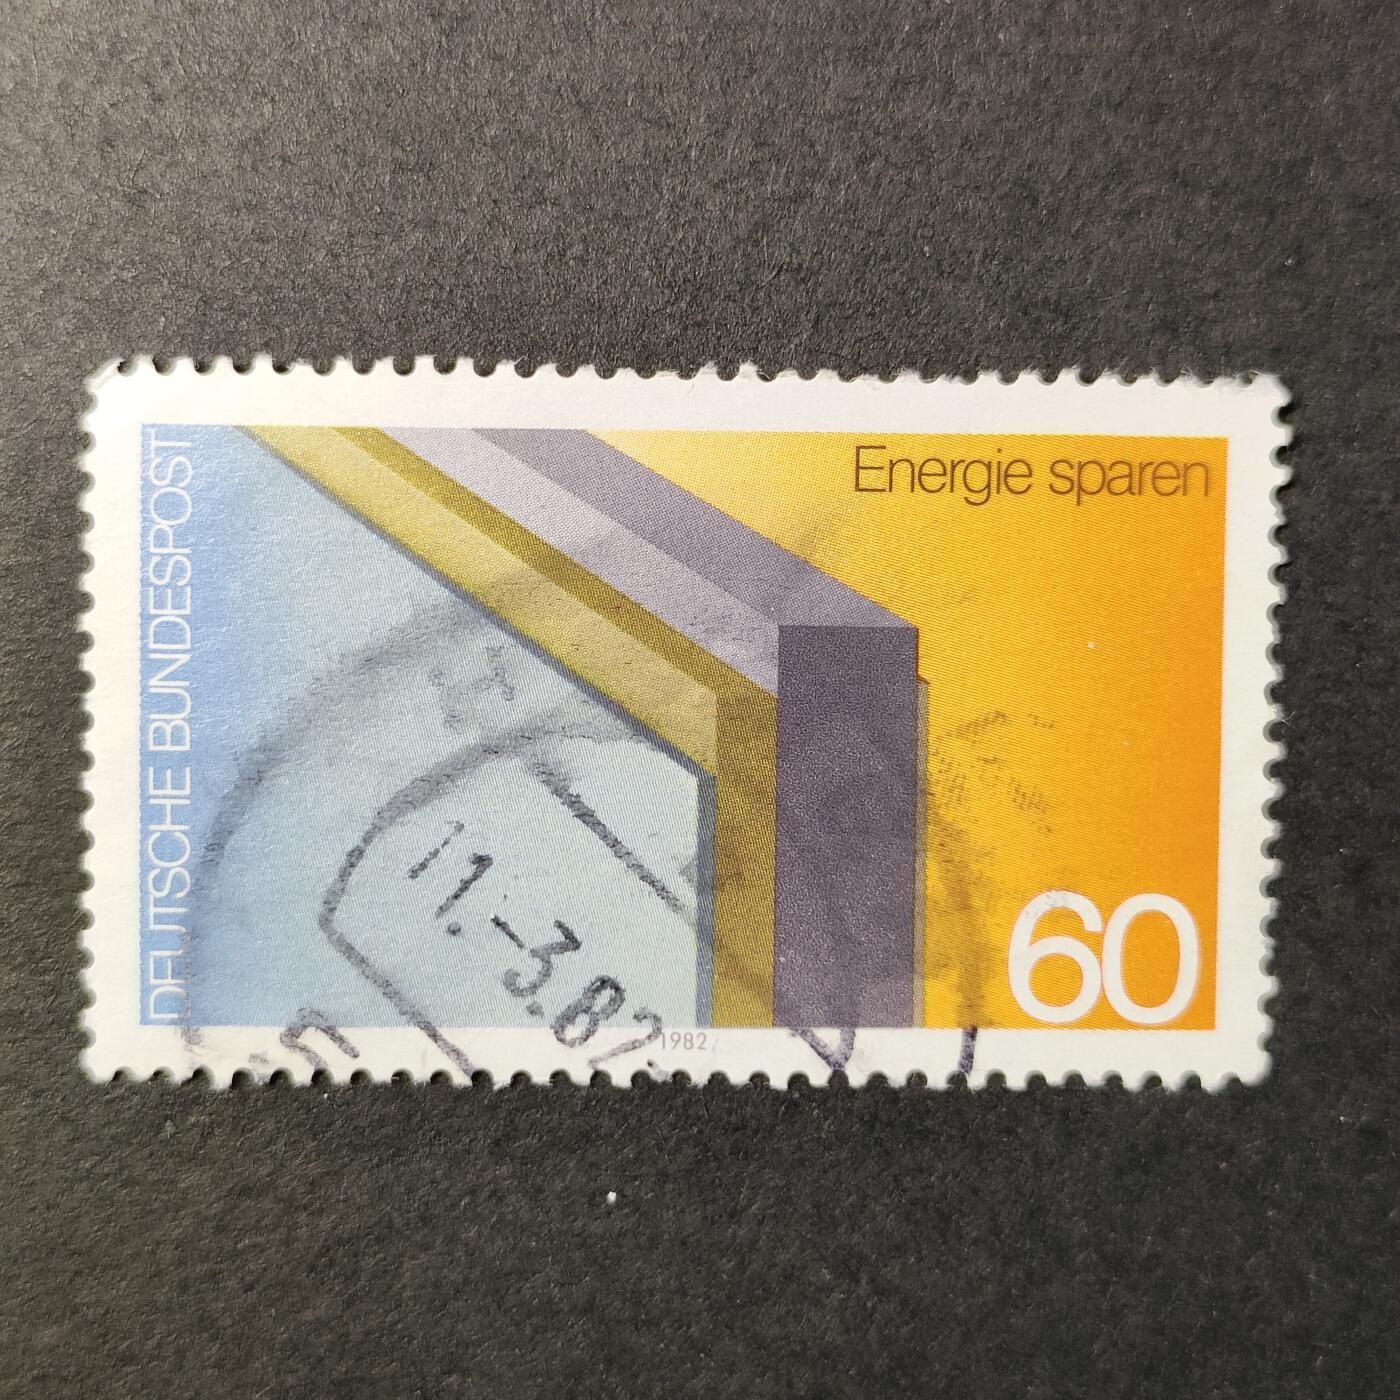 DEUTSCHE BUNDESPOST
Energie sparen
60
11.-3.82
1982